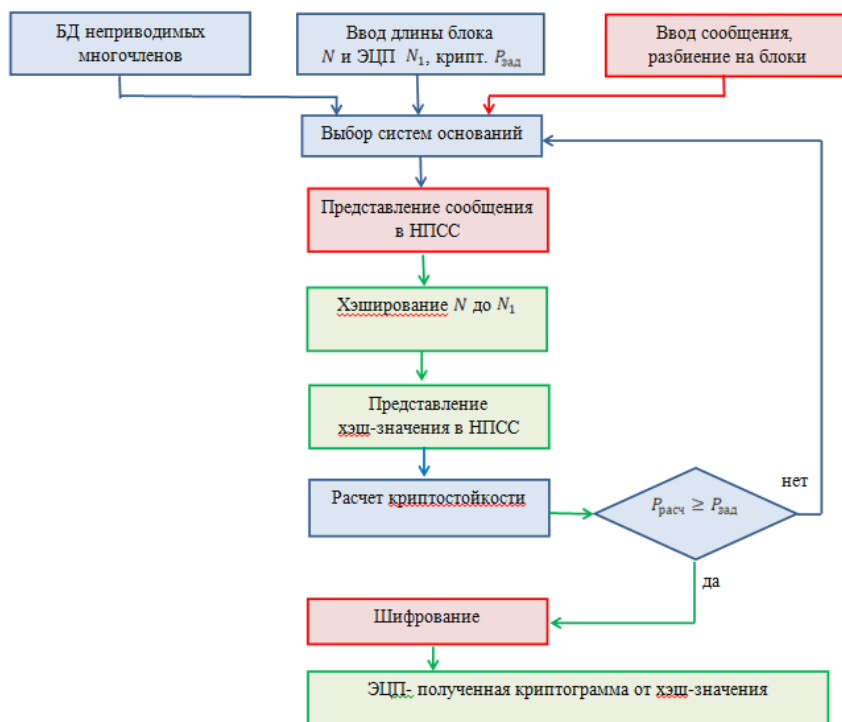 БД неприводимых
многочленов
Ввод длины блока
N и ЭЦП N₁, крипт. Pзад
Ввод сообщения,
разбиение на блоки
Выбор систем оснований
Представление сообщения
в НПСС
Хэширование N до N₁
Представление
хэш-значения в НПСС
Расчет криптостойкости
Pрасч ≥ Pзад
нет
да
Шифрование
ЭЦП- полученная криптограмма от хэш-значения